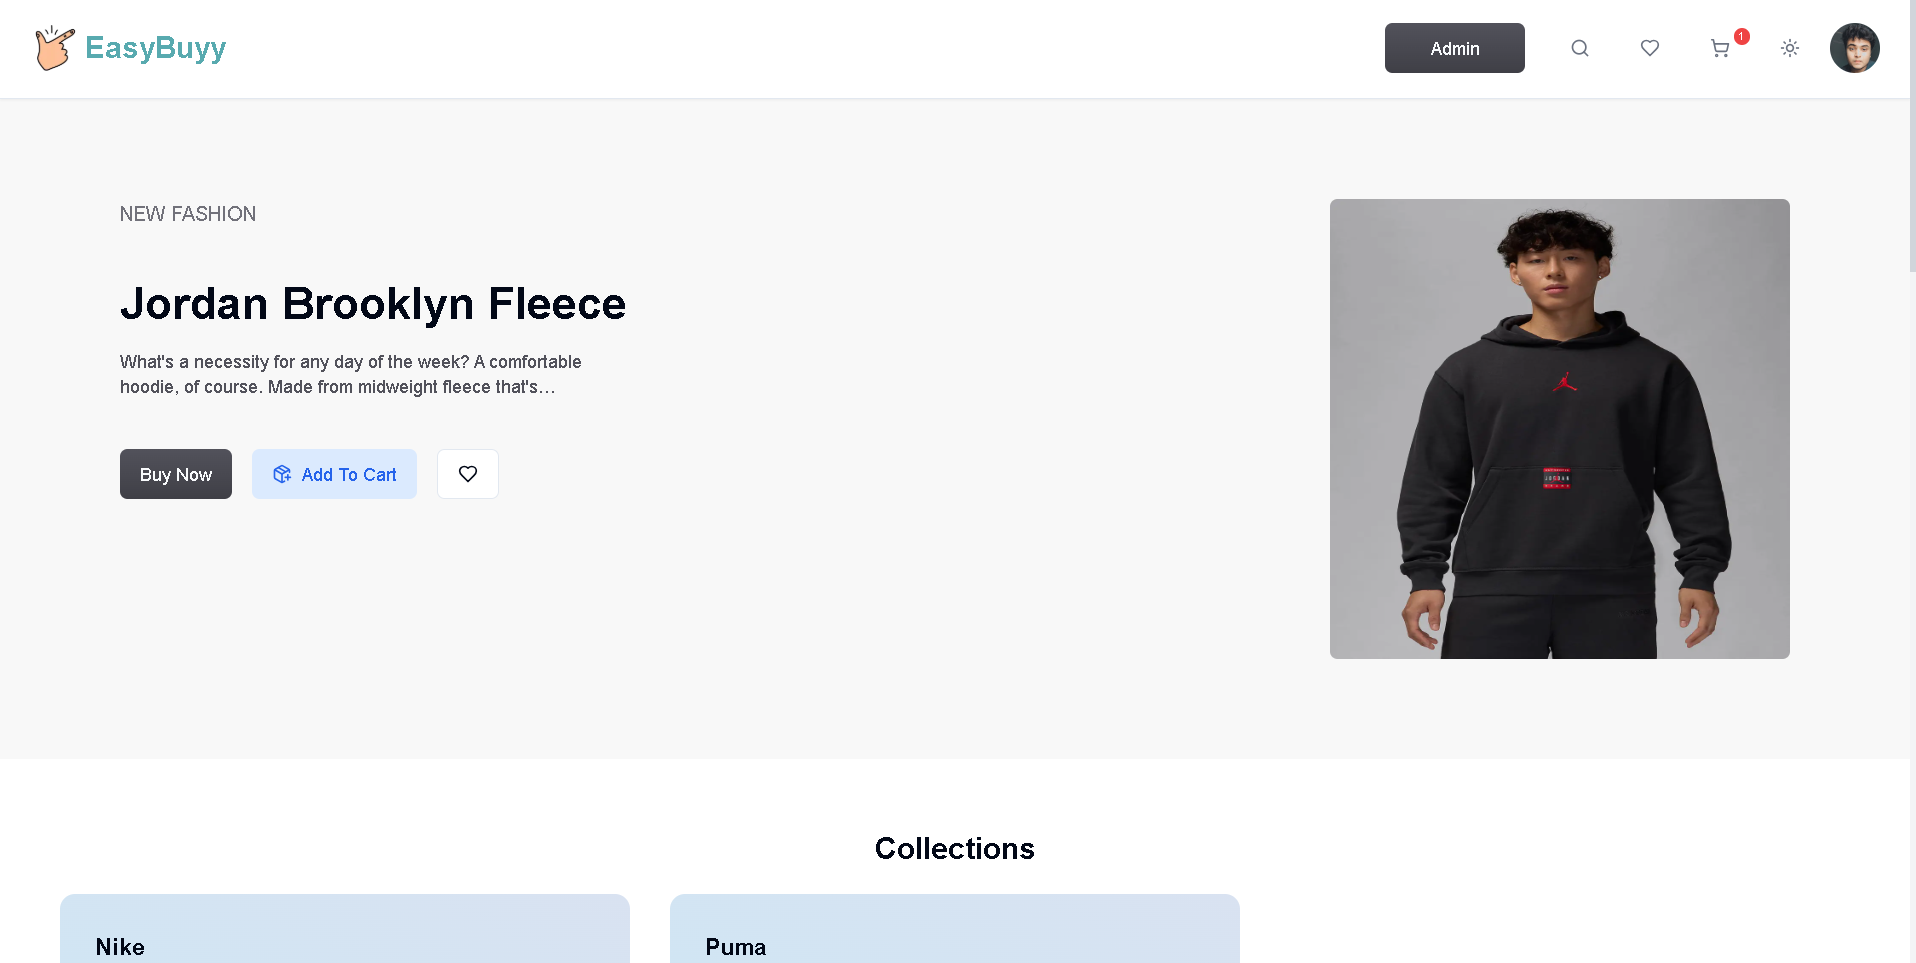 EasyBuyy
Admin
1
NEW FASHION
Jordan Brooklyn Fleece
What's a necessity for any day of the week? A comfortable
hoodie, of course. Made from midweight fleece that's...
Buy Now
Add To Cart
JORDAN
Collections
Nike
Puma